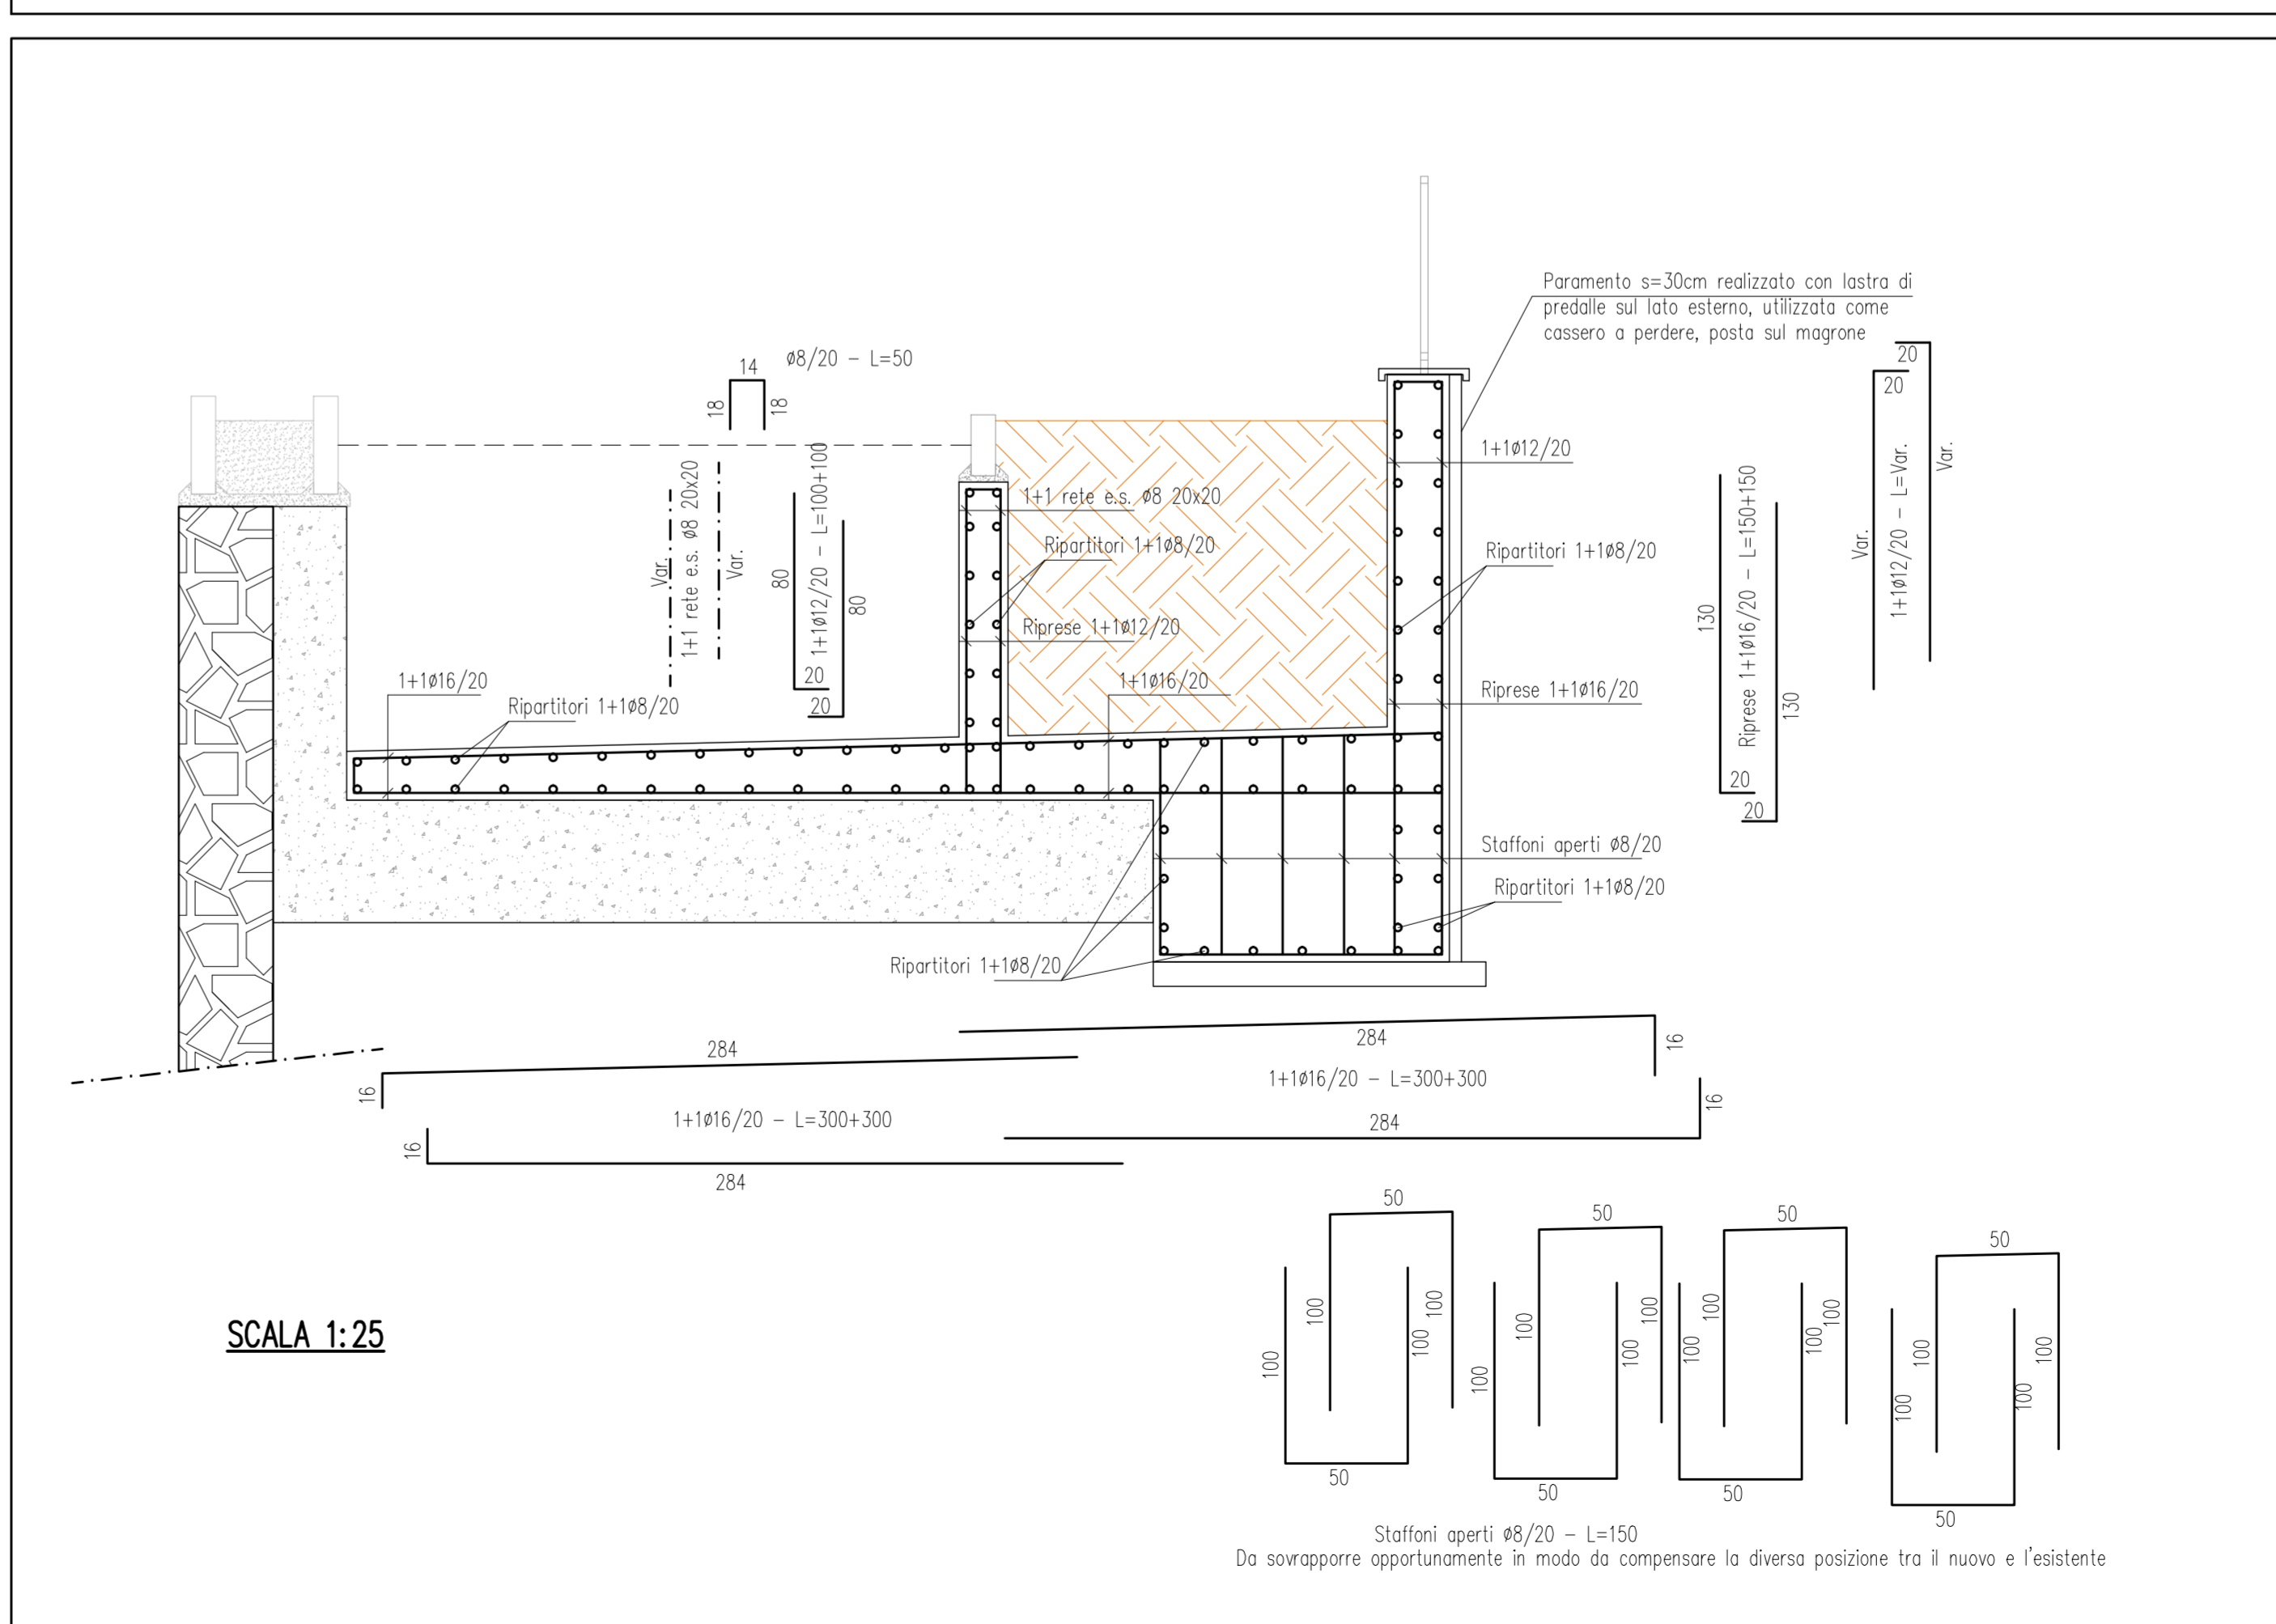 Paramento s=30cm realizzato con lastra di
predalle sul lato esterno, utilizzata come
cassero a perdere, posta sul magrone
14
ø8/20 – L=50
18
18
20
20
Var.
1+1ø12/20 – L=Var.
Var.
1+1ø12/20
Var.
1+1 rete e.s. ø8 20x20
Var.
80
1+1ø12/20 – L=100+100
80
20
20
1+1 rete e.s. ø8 20x20
Ripartitori 1+1ø8/20
Riprese 1+1ø12/20
Ripartitori 1+1ø8/20
130
Riprese 1+1ø16/20 – L=150+150
130
20
20
1+1ø16/20
Ripartitori 1+1ø8/20
1+1ø16/20
Riprese 1+1ø16/20
Staffoni aperti ø8/20
Ripartitori 1+1ø8/20
Ripartitori 1+1ø8/20
284
16
284
16
1+1ø16/20 – L=300+300
1+1ø16/20 – L=300+300
16
284
16
284
SCALA 1:25
50
100
100
100
100
50
50
100
100
100
100
50
50
100
100
100
100
50
50
100
100
100
100
50
Staffoni aperti ø8/20 – L=150
Da sovrapporre opportunamente in modo da compensare la diversa posizione tra il nuovo e l'esistente